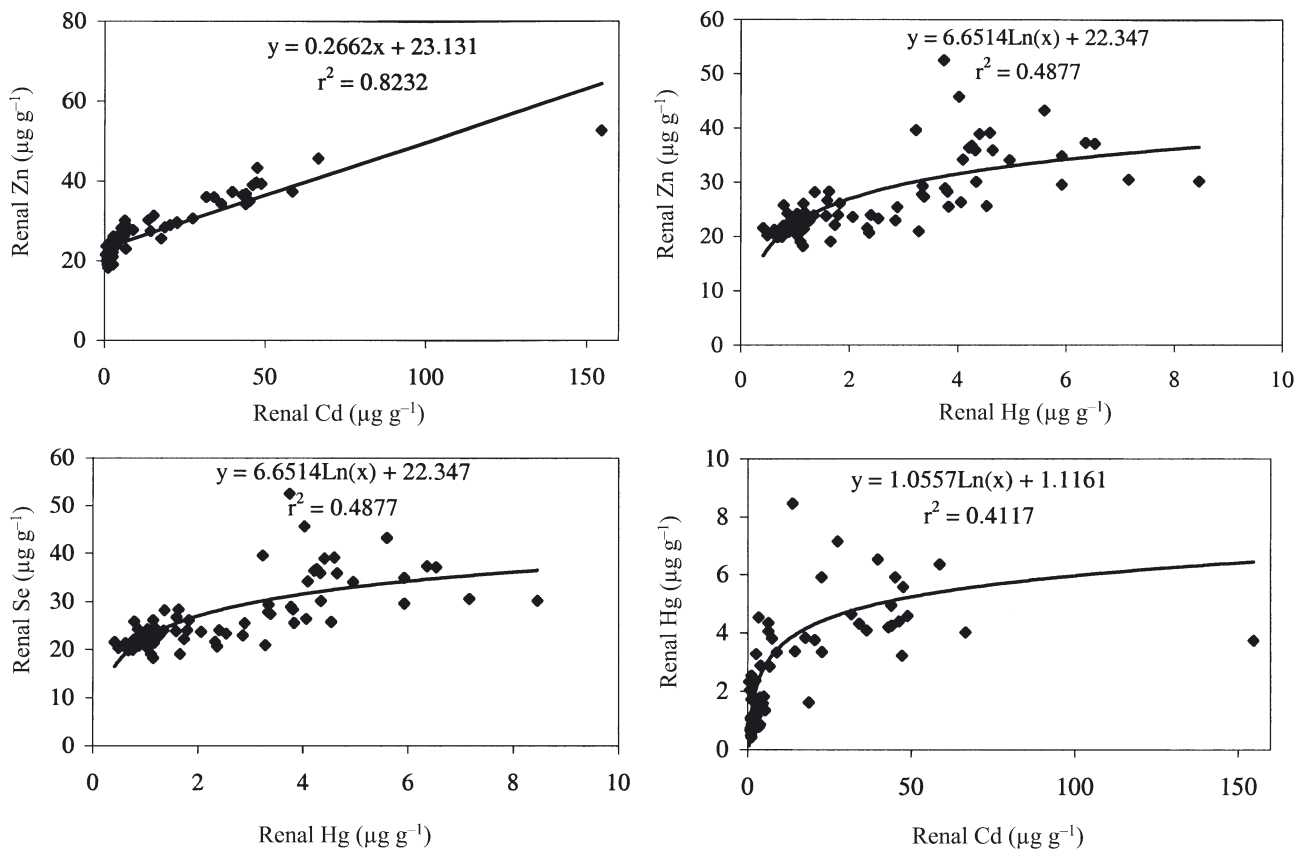 y = 0.2662x + 23.131
r² = 0.8232
80
60
40
20
0
0 50 100 150
Renal Zn (µg g⁻¹)
Renal Cd (µg g⁻¹)
y = 6.6514Ln(x) + 22.347
r² = 0.4877
60
50
40
30
20
10
0
0 2 4 6 8 10
Renal Zn (µg g⁻¹)
Renal Hg (µg g⁻¹)
y = 6.6514Ln(x) + 22.347
r² = 0.4877
60
50
40
30
20
10
0
0 2 4 6 8 10
Renal Se (µg g⁻¹)
Renal Hg (µg g⁻¹)
y = 1.0557Ln(x) + 1.1161
r² = 0.4117
10
8
6
4
2
0
0 50 100 150
Renal Hg (µg g⁻¹)
Renal Cd (µg g⁻¹)